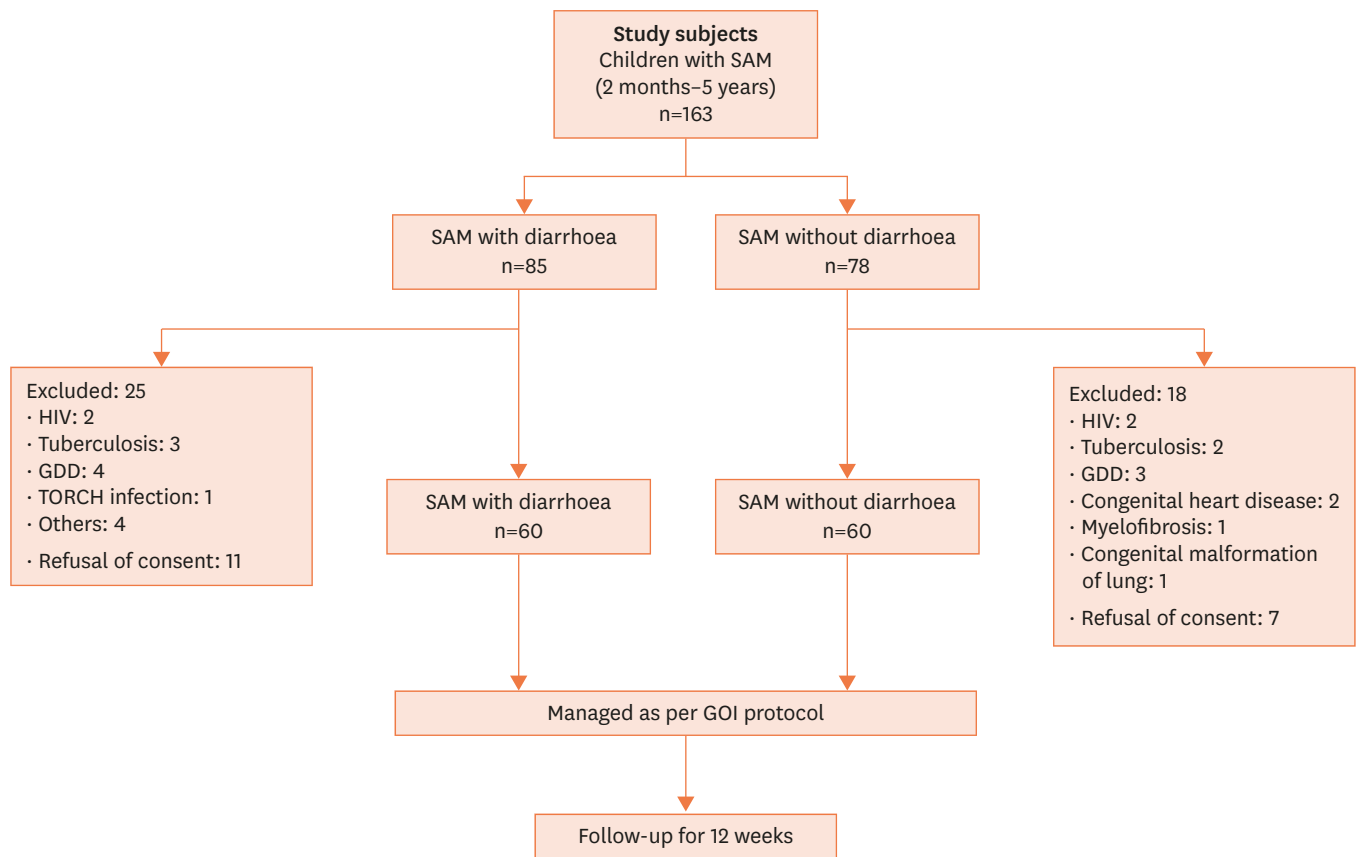 Study subjects
Children with SAM
(2 months–5 years)
n=163
SAM with diarrhoea
n=85
SAM without diarrhoea
n=78
Excluded: 25
· HIV: 2
· Tuberculosis: 3
· GDD: 4
· TORCH infection: 1
· Others: 4
· Refusal of consent: 11
Excluded: 18
· HIV: 2
· Tuberculosis: 2
· GDD: 3
· Congenital heart disease: 2
· Myelofibrosis: 1
· Congenital malformation
of lung: 1
· Refusal of consent: 7
SAM with diarrhoea
n=60
SAM without diarrhoea
n=60
Managed as per GOI protocol
Follow-up for 12 weeks